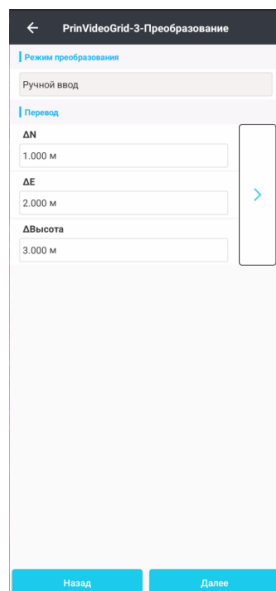 PrinVideoGrid-3-Преобразование
Режим преобразования
Ручной ввод
Перевод
ΔN
1.000 м
ΔE
2.000 м
ΔВысота
3.000 м
Назад
Далее